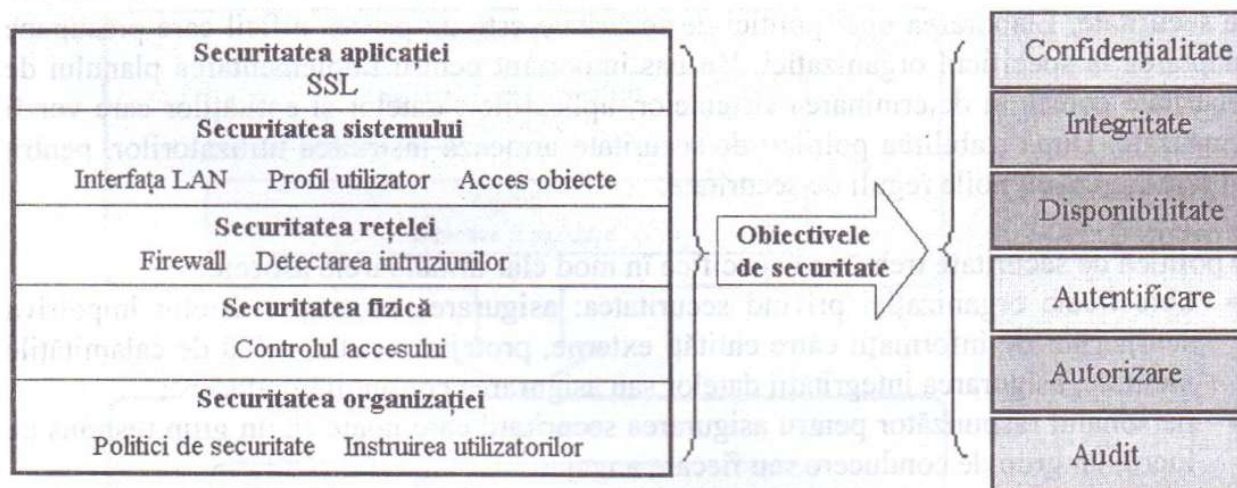 Securitatea aplicației
SSL
Securitatea sistemului
Interfața LAN Profil utilizator Acces obiecte
Securitatea rețelei
Firewall Detectarea intruziunilor
Securitatea fizică
Controlul accesului
Securitatea organizației
Politici de securitate Instruirea utilizatorilor
Obiectivele
de securitate
Confidențialitate
Integritate
Disponibilitate
Autentificare
Autorizare
Audit